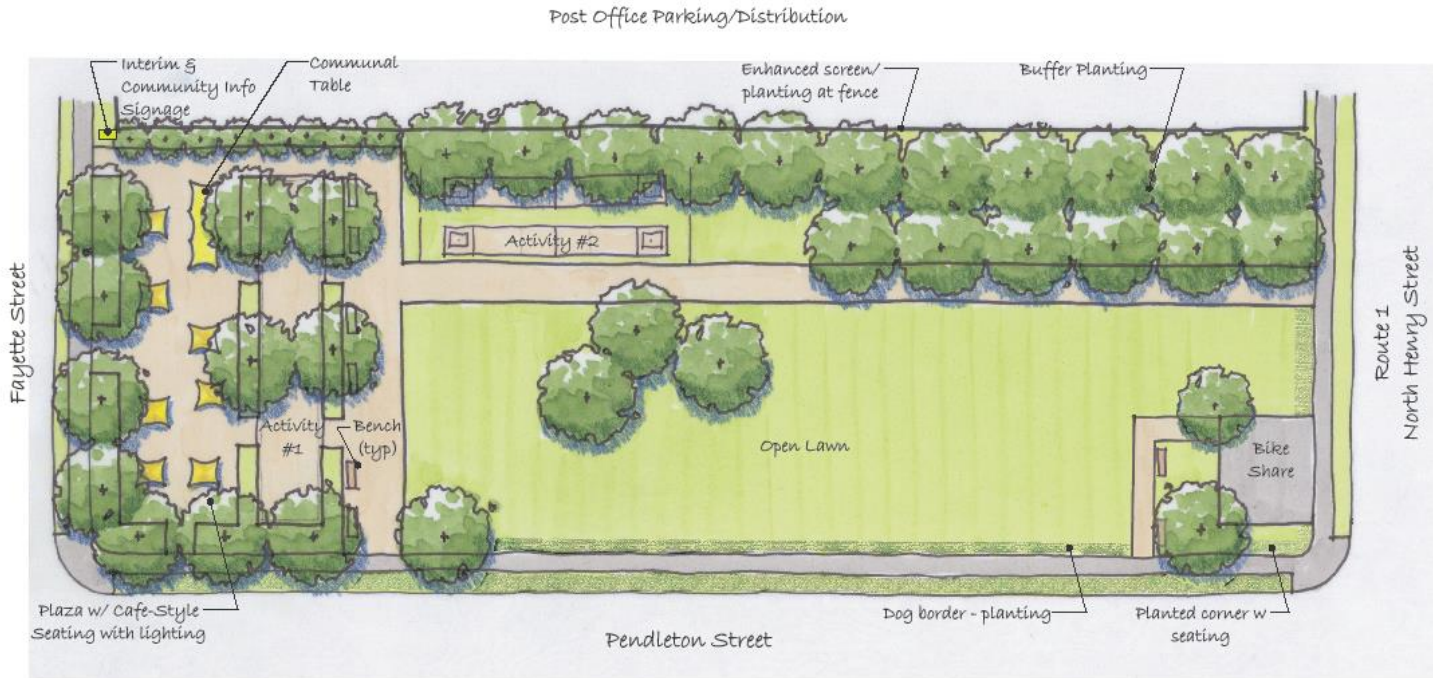 Post Office Parking/Distribution
Interim &
Community Info
Signage
Communal
Table
Enhanced screen/
planting at fence
Buffer Planting
Activity #2
Fayette Street
Route 1
North Henry Street
Activity
#1
Bench
(typ)
Open Lawn
Bike
Share
Plaza w/ Cafe-Style
Seating with lighting
Dog border - planting
Planted corner w
seating
Pendleton Street